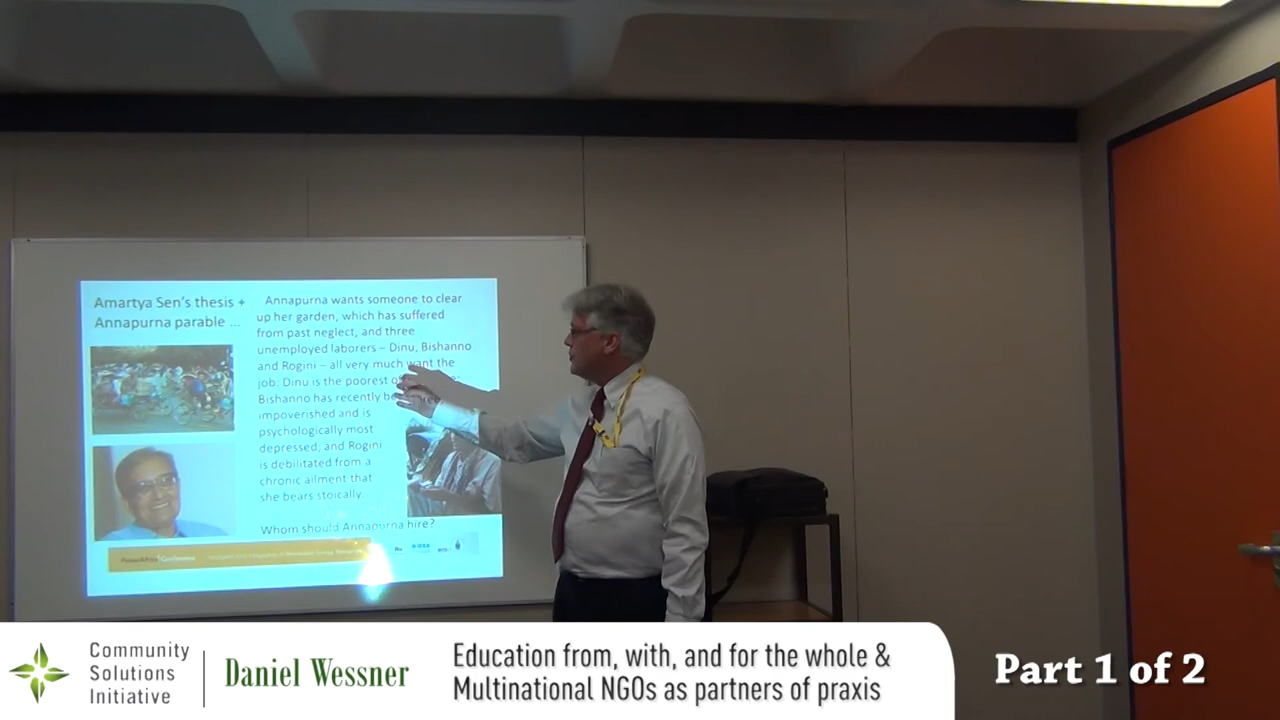 Amartya Sen's thesis +
Annapurna parable ...
Annapurna wants someone to clear
up her garden, which has suffered
from past neglect, and three
unemployed laborers – Dinu, Bishanno
and Rogini – all very much want the
job: Dinu is the poorest
Bishanno has recently
impoverished and is
psychologically most
depressed; and Rogini
is debilitated from a
chronic ailment that
she bears stoically.
Whom should Annapurna hire?
PowerAfrica Conference
Community
Solutions
Initiative
Daniel Wessner
Education from, with, and for the whole &
Multinational NGOs as partners of praxis
Part 1 of 2